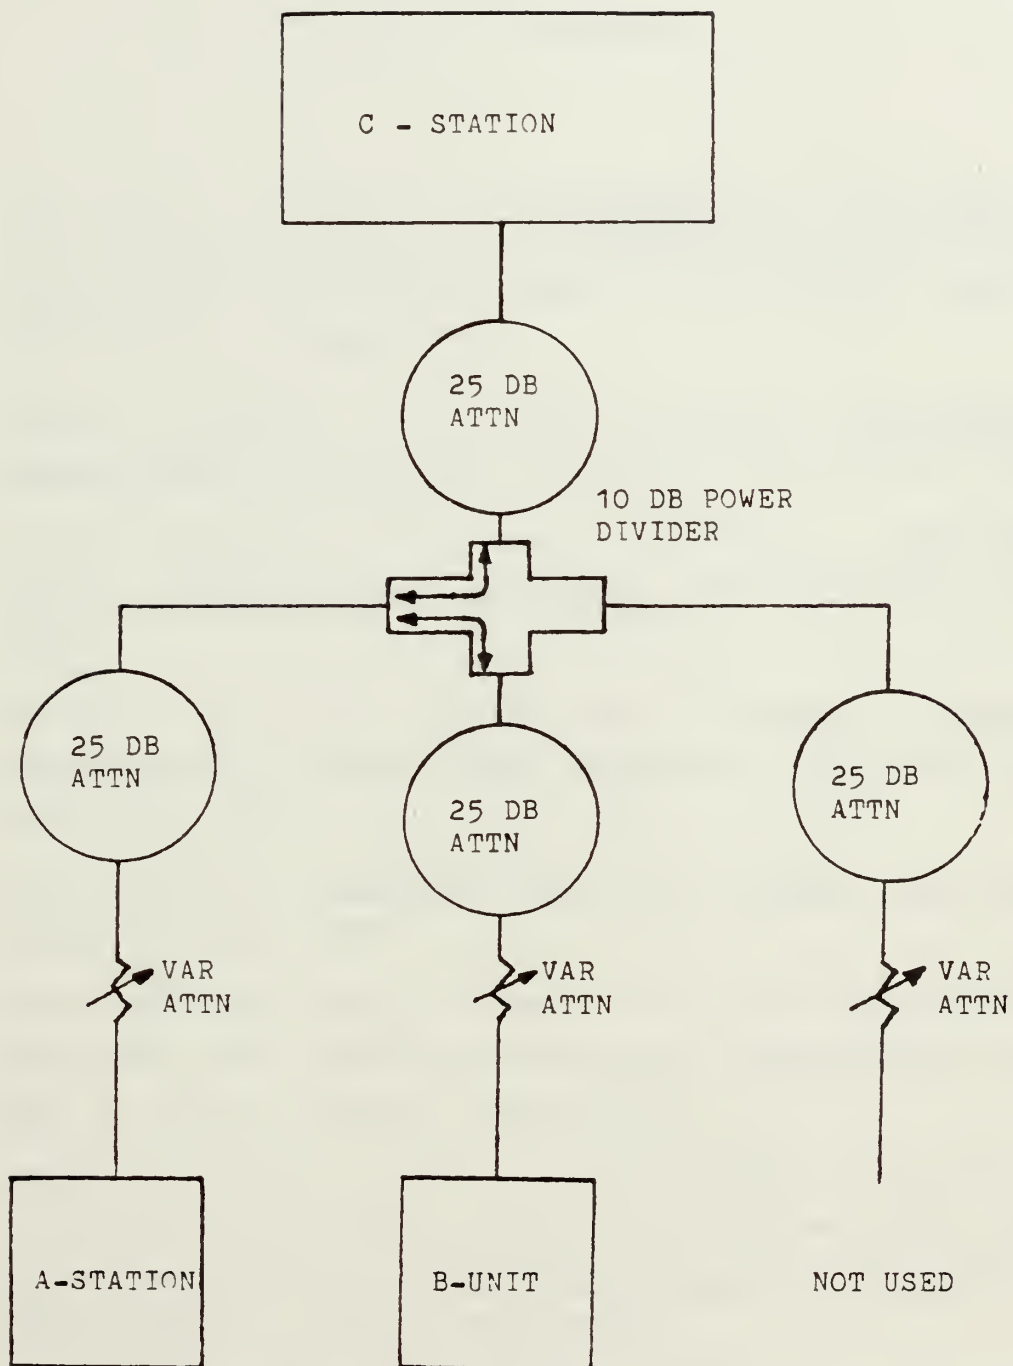 C - STATION
25 DB
ATTN
10 DB POWER
DIVIDER
25 DB
ATTN
25 DB
ATTN
25 DB
ATTN
VAR
ATTN
VAR
ATTN
VAR
ATTN
A-STATION
B-UNIT
NOT USED